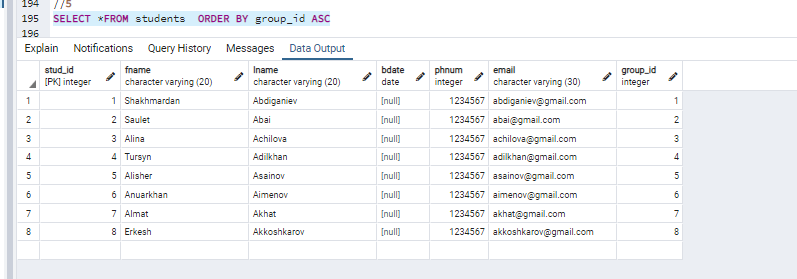 194 //5
195 SELECT *FROM students ORDER BY group_id ASC
196
Explain Notifications Query History Messages Data Output
stud_id fname lname bdate phnum email group_id
[PK] integer character varying (20) character varying (20) date integer character varying (30) integer
1 1 Shakhmardan Abdiganiev [null] 1234567 abdiganiev@gmail.com 1
2 2 Saulet Abai [null] 1234567 abai@gmail.com 2
3 3 Alina Achilova [null] 1234567 achilova@gmail.com 3
4 4 Tursyn Adilkhan [null] 1234567 adilkhan@gmail.com 4
5 5 Alisher Asainov [null] 1234567 asainov@gmail.com 5
6 6 Anuarkhan Aimenov [null] 1234567 aimenov@gmail.com 6
7 7 Almat Akhat [null] 1234567 akhat@gmail.com 7
8 8 Erkesh Akkoshkarov [null] 1234567 akkoshkarov@gmail.com 8